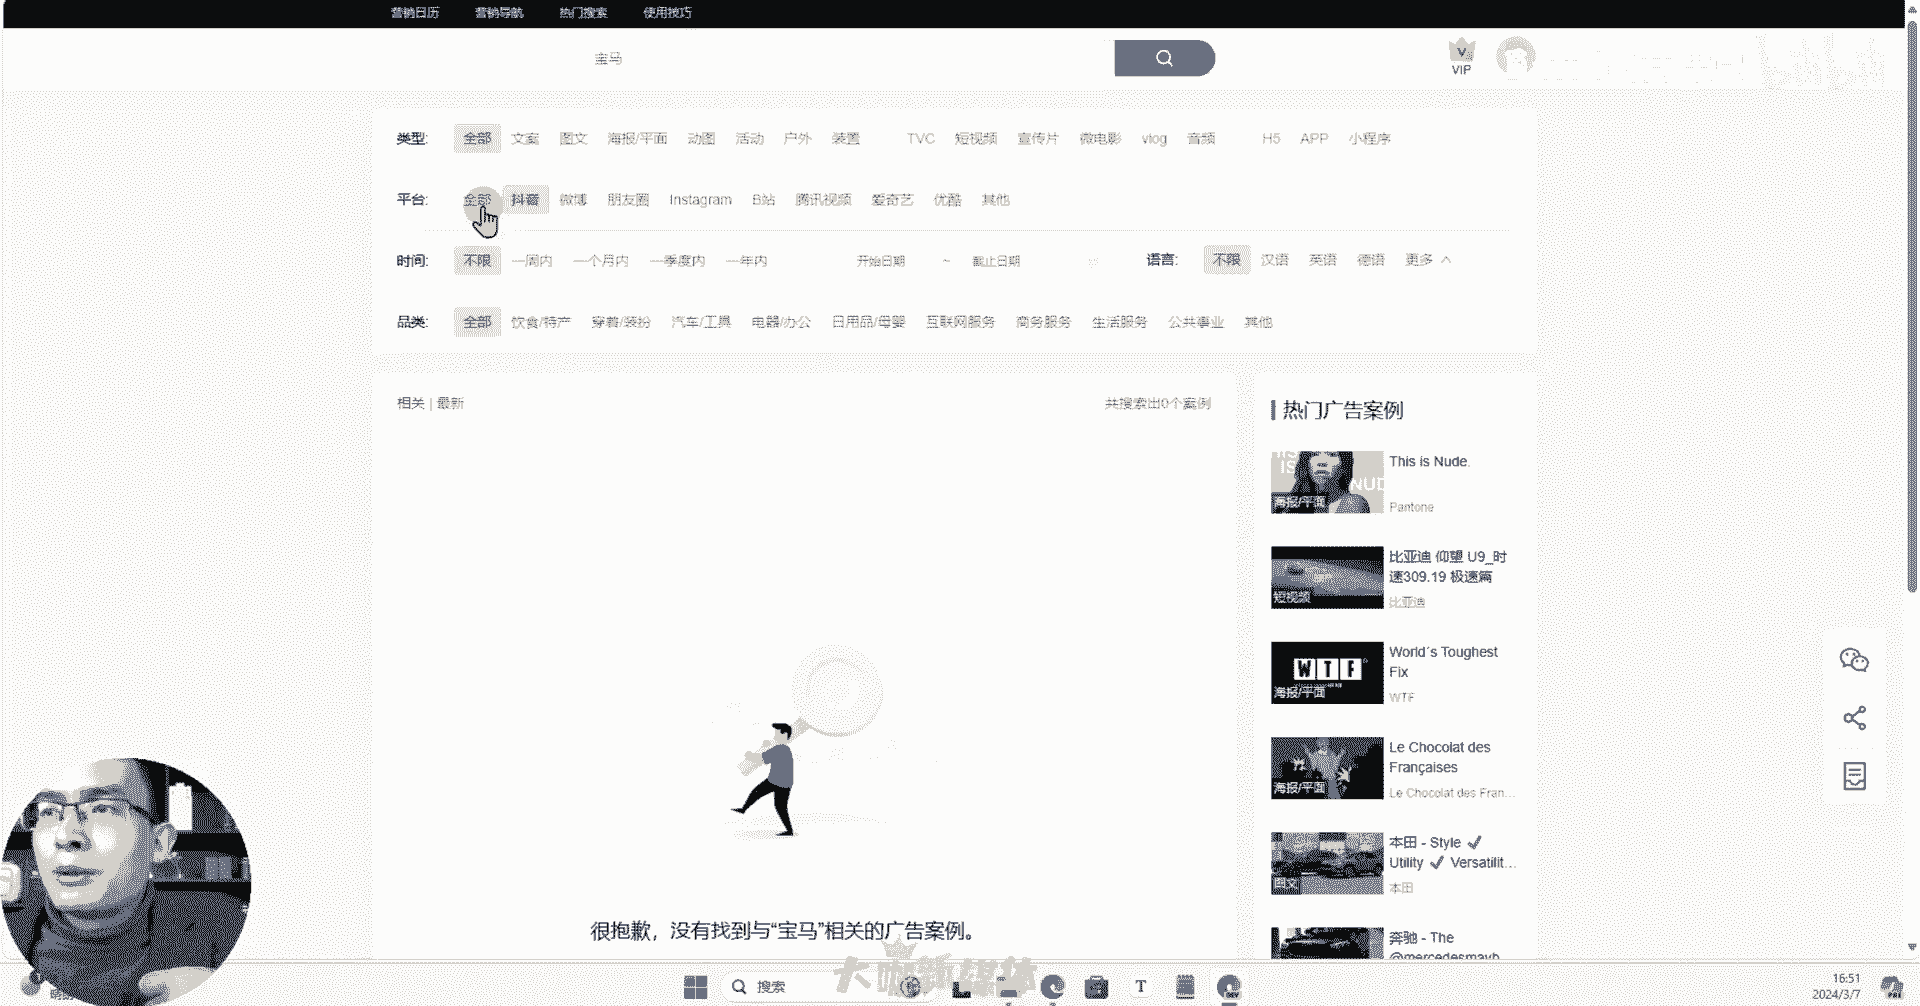 营销日历 营销导航 热门搜索 使用技巧
宝马
VIP
类型: 全部 文案 图文 海报/平面 动图 活动 户外 装置 TVC 短视频 宣传片 微电影 vlog 音频 H5 APP 小程序
平台: 全部 抖音 微博 朋友圈 Instagram B站 腾讯视频 爱奇艺 优酷 其他
时间: 不限 一周内 一个月内 一季度内 一年内 开始日期 ~ 截止日期 语言: 不限 汉语 英语 德语 更多
品类: 全部 饮食/特产 穿着/装扮 汽车/工具 电器/办公 日用品/母婴 互联网服务 商务服务 生活服务 公共事业 其他
相关 | 最新 共搜索出0个案例
很抱歉，没有找到与“宝马”相关的广告案例。
热门广告案例
海报/平面
This is Nude.
Pantone
短视频
比亚迪 仰望 U9_时
速309.19 极速篇
比亚迪
WTF
海报/平面
World´s Toughest
Fix
WTF
海报/平面
Le Chocolat des
Françaises
Le Chocolat des Fran...
图文
本田 - Style ✓
Utility ✓ Versatilit...
本田
奔驰 - The
@mercedesmayb
大咖新媒体
搜索
T
DEV
16:51
2024/3/7
PRE